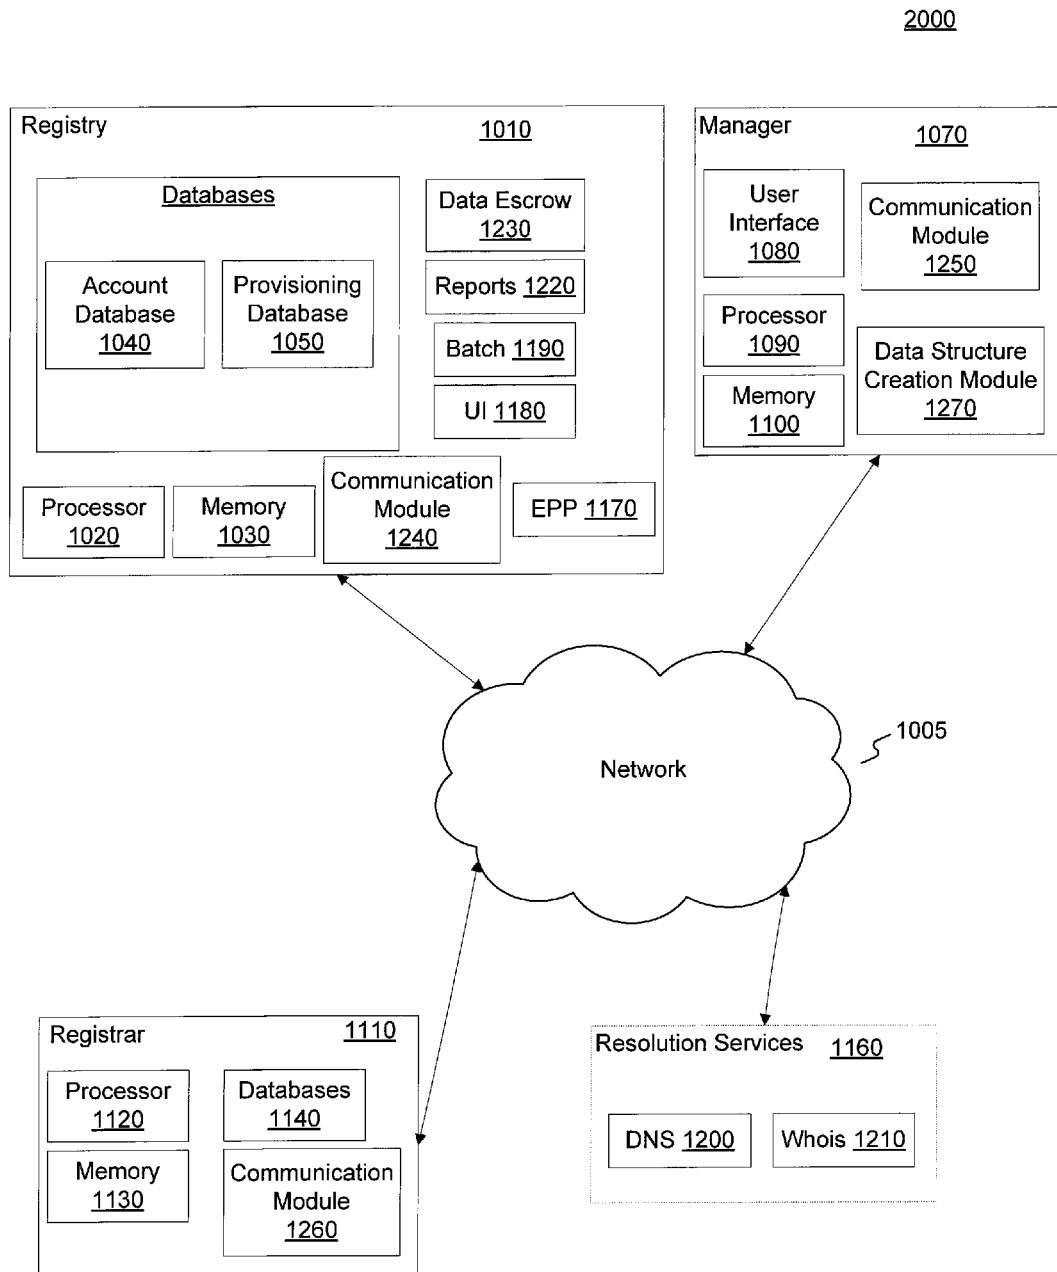 2000
Registry
1010
Databases
Account
Database
1040
Provisioning
Database
1050
Data Escrow
1230
Reports 1220
Batch 1190
UI 1180
Processor
1020
Memory
1030
Communication
Module
1240
EPP 1170
Manager
1070
User
Interface
1080
Communication
Module
1250
Processor
1090
Memory
1100
Data Structure
Creation Module
1270
Network
1005
Registrar
1110
Processor
1120
Databases
1140
Memory
1130
Communication
Module
1260
Resolution Services
1160
DNS 1200
Whois 1210